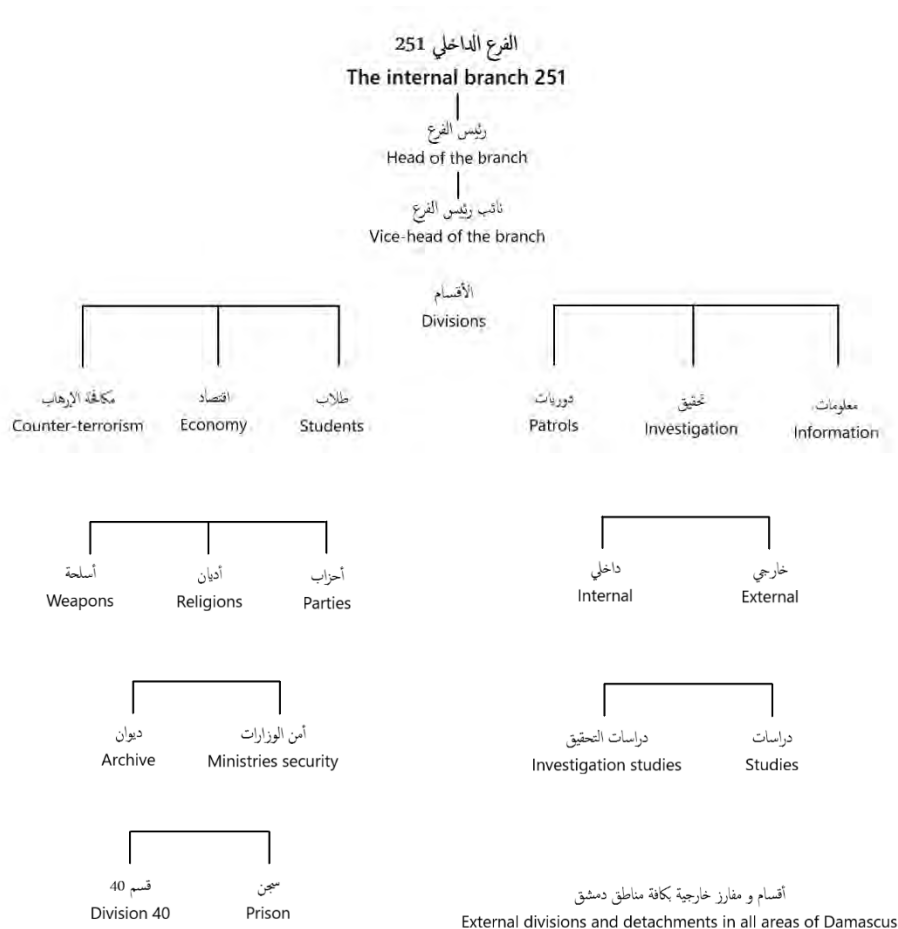 الفرع الداخلي 251
The internal branch 251
رئيس الفرع
Head of the branch
نائب رئيس الفرع
Vice-head of the branch
الأقسام
Divisions
مكافحة الإرهاب
Counter-terrorism
اقتصاد
Economy
طلاب
Students
دوريات
Patrols
تحقيق
Investigation
معلومات
Information
أسلحة
Weapons
أديان
Religions
أحزاب
Parties
داخلي
Internal
خارجي
External
ديوان
Archive
أمن الوزارات
Ministries security
دراسات التحقيق
Investigation studies
دراسات
Studies
قسم 40
Division 40
سجن
Prison
أقسام و مفارز خارجية بكافة مناطق دمشق
External divisions and detachments in all areas of Damascus